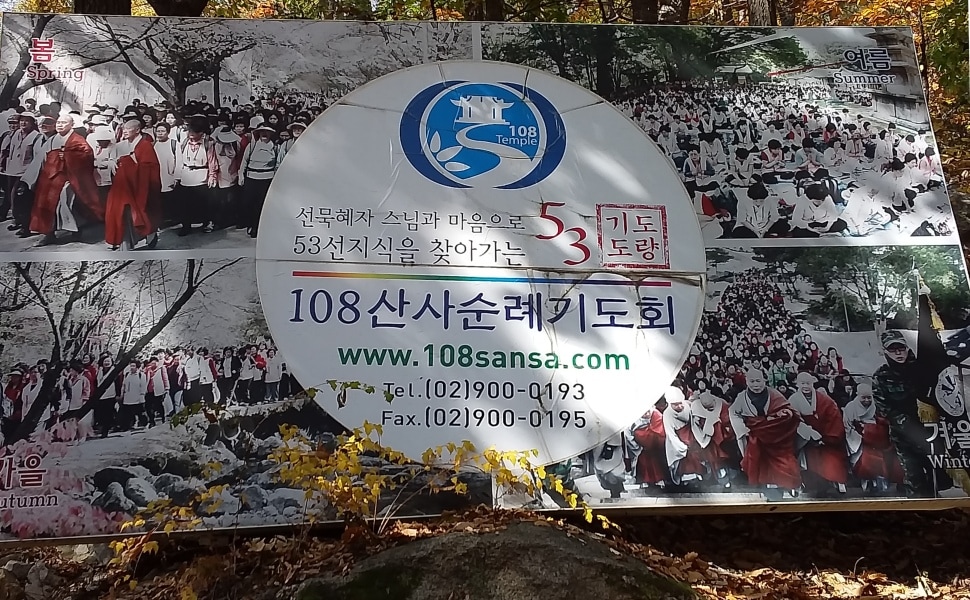 봄
Spring
여름
Summer
108
Temple
선묵혜자 스님과 마음으로
53선지식을 찾아가는
53
기도
도량
108산사순례기도회
www.108sansa.com
Tel.(02)900-0193
Fax.(02)900-0195
가을
Autumn
겨울
Winter